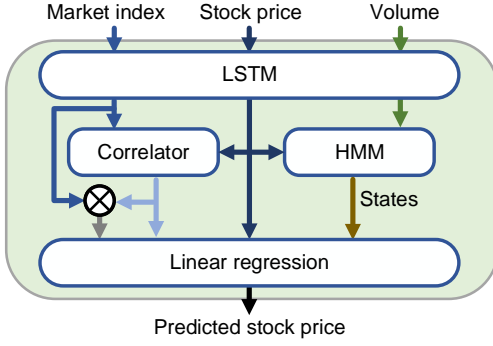 Market index Stock price Volume
LSTM
Correlator HMM
States
Linear regression
Predicted stock price